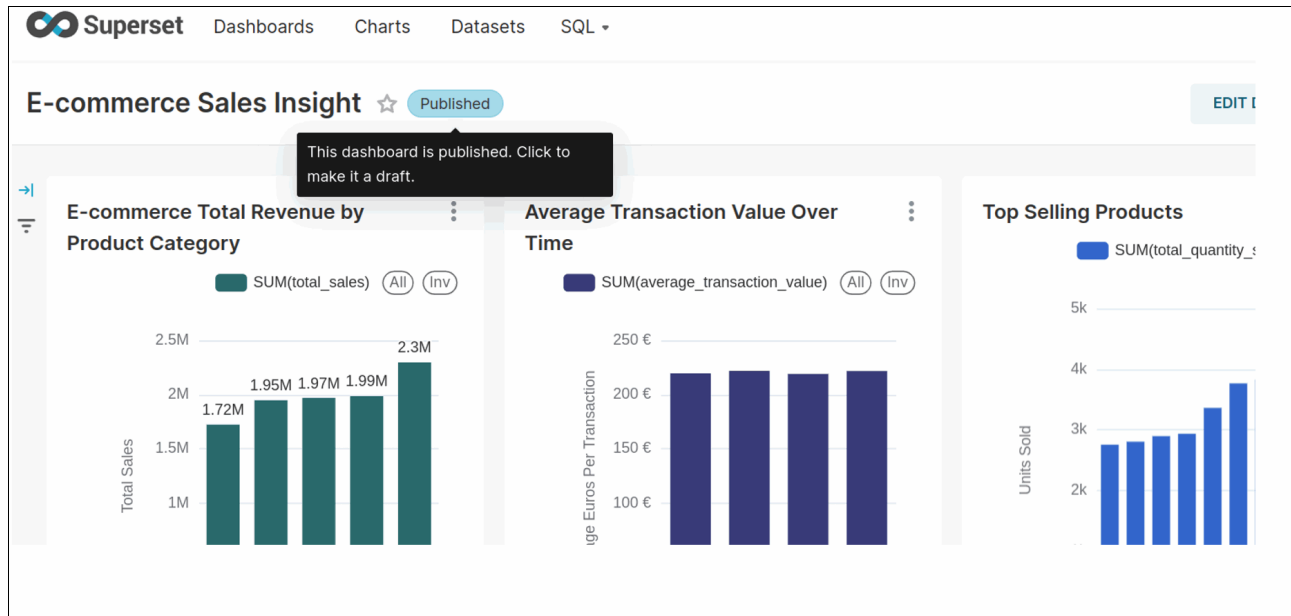 Superset Dashboards Charts Datasets SQL
E-commerce Sales Insight Published EDIT
This dashboard is published. Click to
make it a draft.
E-commerce Total Revenue by
Product Category
SUM(total_sales) All Inv
2.5M
2M
1.5M
1M
Total Sales
1.72M
1.95M
1.97M
1.99M
2.3M
Average Transaction Value Over
Time
SUM(average_transaction_value) All Inv
250 €
200 €
150 €
100 €
Euros Per Transaction
Top Selling Products
SUM(total_quantity_s
5k
4k
3k
2k
Units Sold